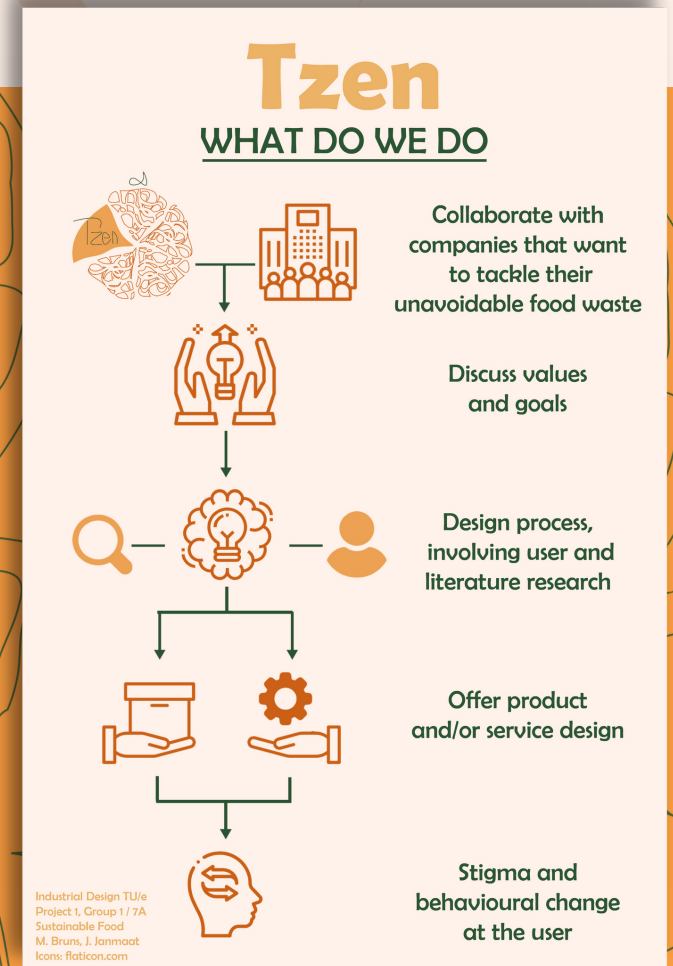 Tzen
WHAT DO WE DO
Tzen
Collaborate with
companies that want
to tackle their
unavoidable food waste
Discuss values
and goals
Design process,
involving user and
literature research
Offer product
and/or service design
Stigma and
behavioural change
at the user
Industrial Design TU/e
Project 1, Group 1 / 7A
Sustainable Food
M. Bruns, J. Janmaat
Icons: flaticon.com